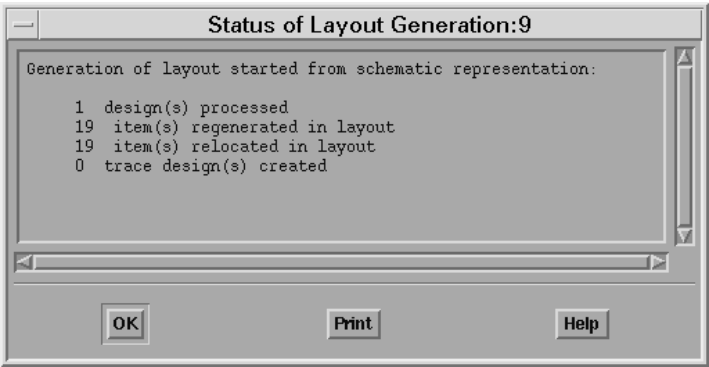 Status of Layout Generation:9
Generation of layout started from schematic representation:
1 design(s) processed
19 item(s) regenerated in layout
19 item(s) relocated in layout
0 trace design(s) created
OK
Print
Help